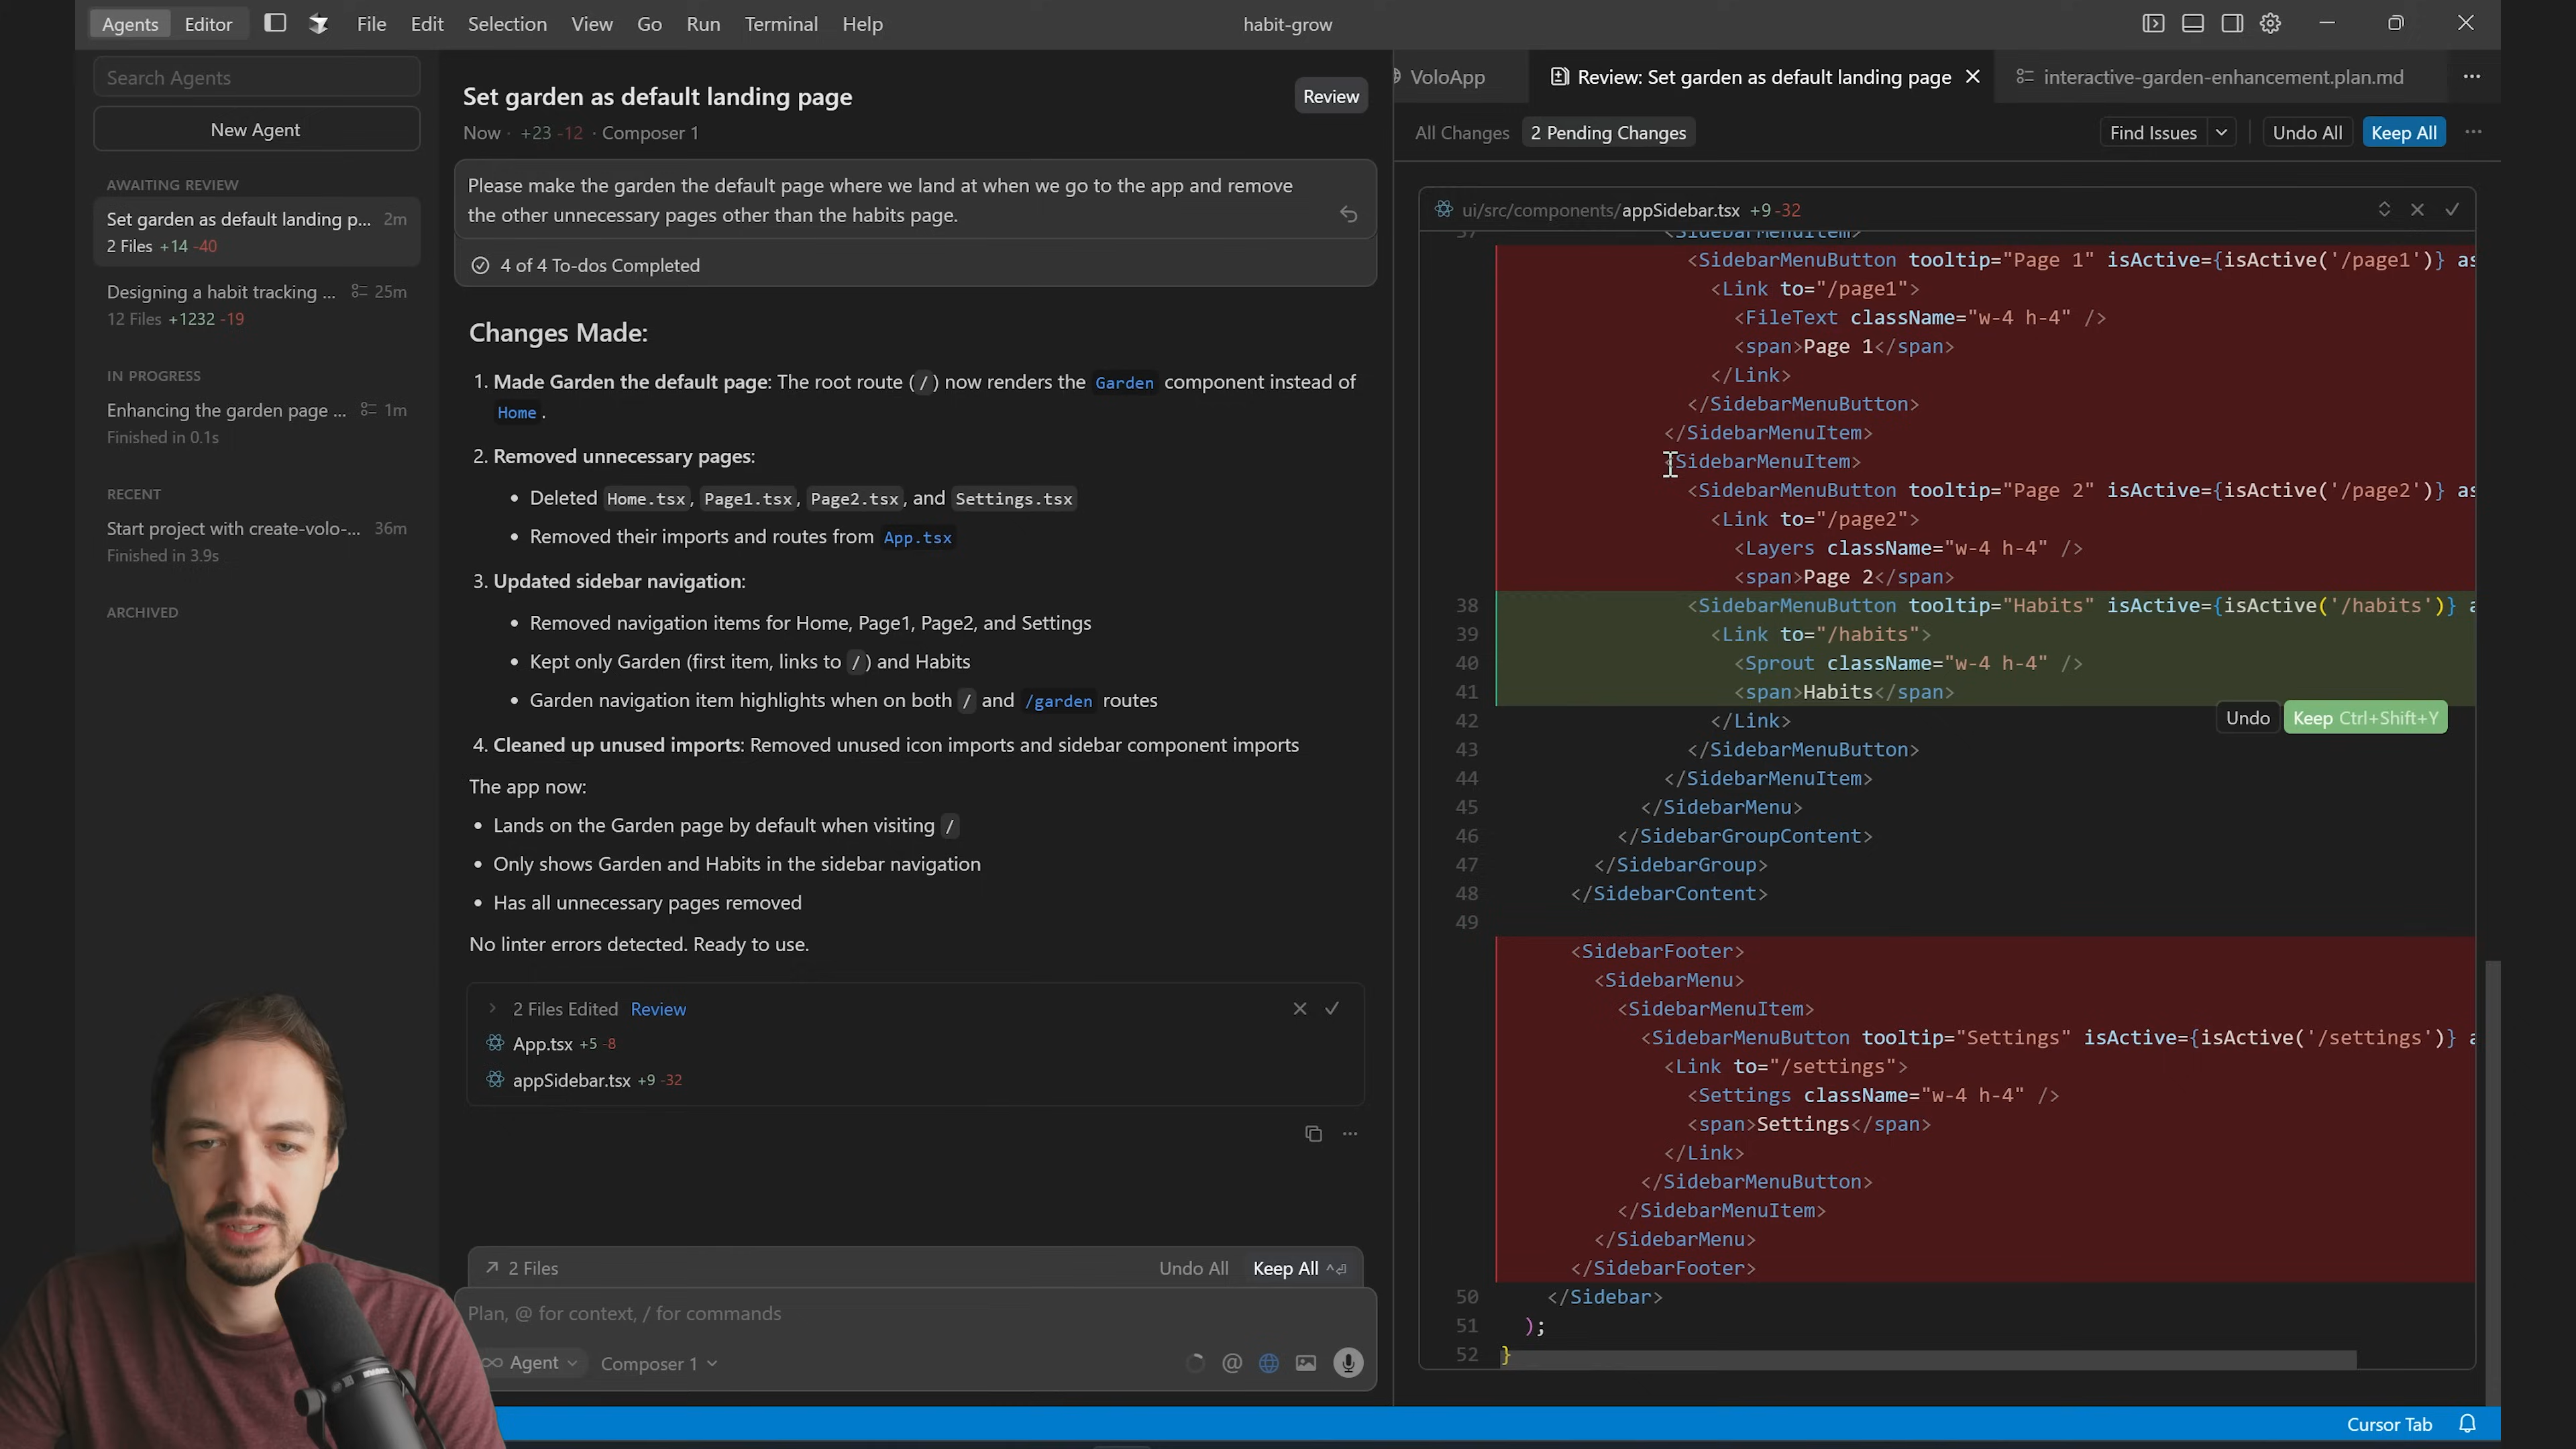 Agents Editor File Edit Selection View Go Run Terminal Help habit-grow
Search Agents
New Agent
AWAITING REVIEW
Set garden as default landing p... 2m
2 Files +14 -40
Designing a habit tracking ... 25m
12 Files +1232 -19
IN PROGRESS
Enhancing the garden page ... 1m
Finished in 0.1s
RECENT
Start project with create-volo-... 36m
Finished in 3.9s
ARCHIVED
Set garden as default landing page
Review
Now · +23 -12 · Composer 1
Please make the garden the default page where we land at when we go to the app and remove
the other unnecessary pages other than the habits page.
4 of 4 To-dos Completed
Changes Made:
1. Made Garden the default page: The root route ( / ) now renders the Garden component instead of
Home .
2. Removed unnecessary pages:
• Deleted Home.tsx, Page1.tsx, Page2.tsx, and Settings.tsx
• Removed their imports and routes from App.tsx
3. Updated sidebar navigation:
• Removed navigation items for Home, Page1, Page2, and Settings
• Kept only Garden (first item, links to / ) and Habits
• Garden navigation item highlights when on both / and /garden routes
4. Cleaned up unused imports: Removed unused icon imports and sidebar component imports
The app now:
• Lands on the Garden page by default when visiting /
• Only shows Garden and Habits in the sidebar navigation
• Has all unnecessary pages removed
No linter errors detected. Ready to use.
2 Files Edited Review
App.tsx +5 -8
appSidebar.tsx +9 -32
2 Files Undo All Keep All
Plan, @ for context, / for commands
Agent Composer 1
VoloApp Review: Set garden as default landing page interactive-garden-enhancement.plan.md
All Changes 2 Pending Changes Find Issues Undo All Keep All
ui/src/components/appSidebar.tsx +9 -32
37 <SidebarMenuItem>
<SidebarMenuButton tooltip="Page 1" isActive={isActive('/page1')} as
<Link to="/page1">
<FileText className="w-4 h-4" />
<span>Page 1</span>
</Link>
</SidebarMenuButton>
</SidebarMenuItem>
<SidebarMenuItem>
<SidebarMenuButton tooltip="Page 2" isActive={isActive('/page2')} as
<Link to="/page2">
<Layers className="w-4 h-4" />
<span>Page 2</span>
38 <SidebarMenuButton tooltip="Habits" isActive={isActive('/habits')} a
39 <Link to="/habits">
40 <Sprout className="w-4 h-4" />
41 <span>Habits</span>
Undo Keep Ctrl+Shift+Y
42 </Link>
43 </SidebarMenuButton>
44 </SidebarMenuItem>
45 </SidebarMenu>
46 </SidebarGroupContent>
47 </SidebarGroup>
48 </SidebarContent>
49
<SidebarFooter>
<SidebarMenu>
<SidebarMenuItem>
<SidebarMenuButton tooltip="Settings" isActive={isActive('/settings')} a
<Link to="/settings">
<Settings className="w-4 h-4" />
<span>Settings</span>
</Link>
</SidebarMenuButton>
</SidebarMenuItem>
</SidebarMenu>
</SidebarFooter>
50 </Sidebar>
51 );
52 }
Cursor Tab